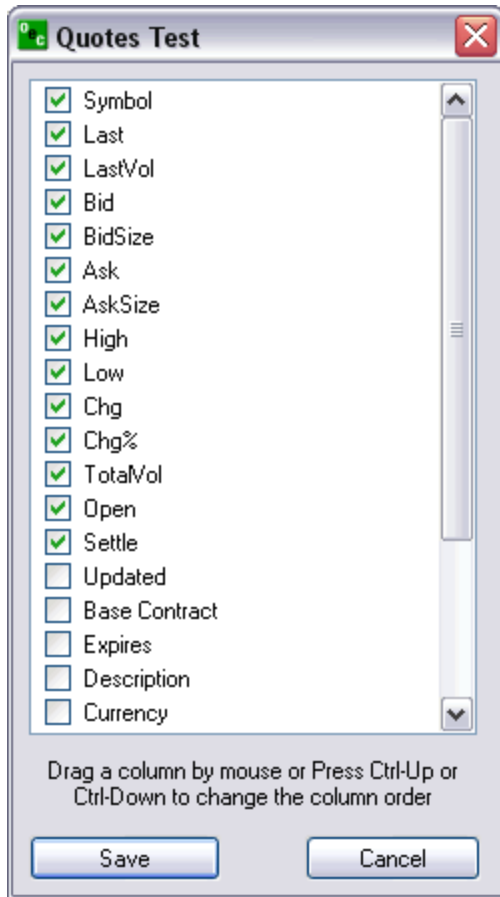 Oec Quotes Test
Symbol
Last
LastVol
Bid
BidSize
Ask
AskSize
High
Low
Chg
Chg%
TotalVol
Open
Settle
Updated
Base Contract
Expires
Description
Currency
Drag a column by mouse or Press Ctrl-Up or
Ctrl-Down to change the column order
Save Cancel